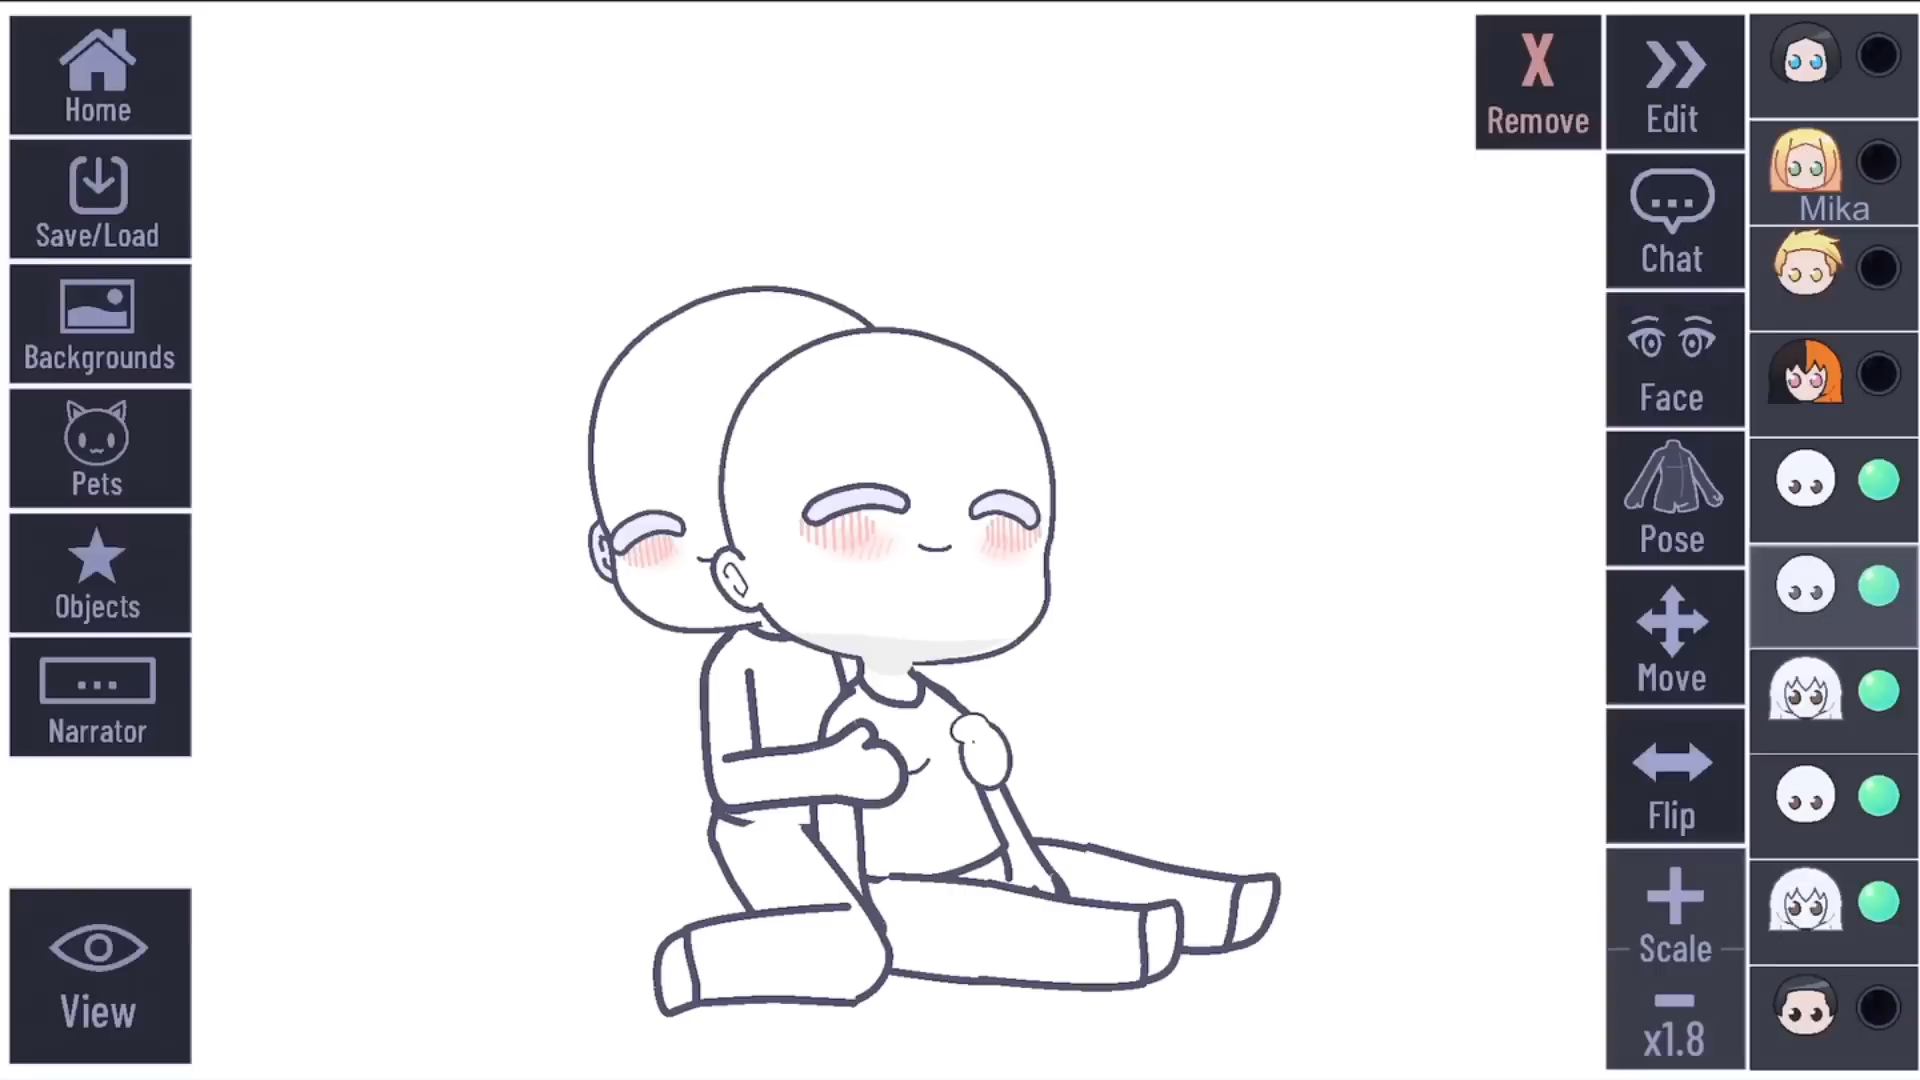 Home
Save/Load
Backgrounds
Pets
Objects
Narrator
View
X
Remove
Edit
Chat
Face
Pose
Move
Flip
Scale
x1.8
Mika